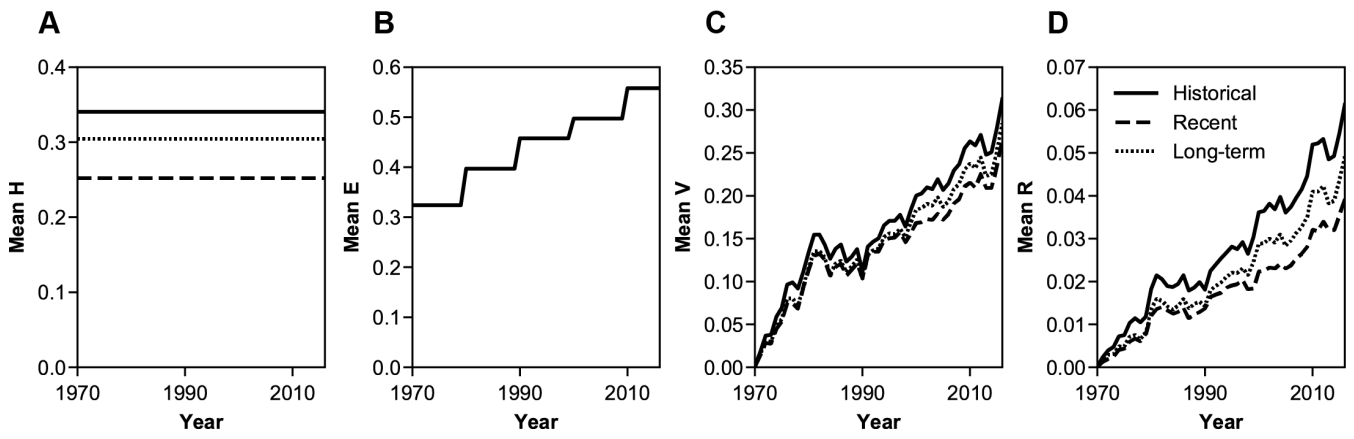 A
B
C
D
Mean H
0.4
0.3
0.2
0.1
0.0
1970
1990
2010
Year
Mean E
0.6
0.5
0.4
0.3
0.2
0.1
0.0
1970
1990
2010
Year
Mean V
0.35
0.30
0.25
0.20
0.15
0.10
0.05
0.00
1970
1990
2010
Year
Mean R
0.07
0.06
0.05
0.04
0.03
0.02
0.01
0.00
1970
1990
2010
Year
Historical
Recent
Long-term